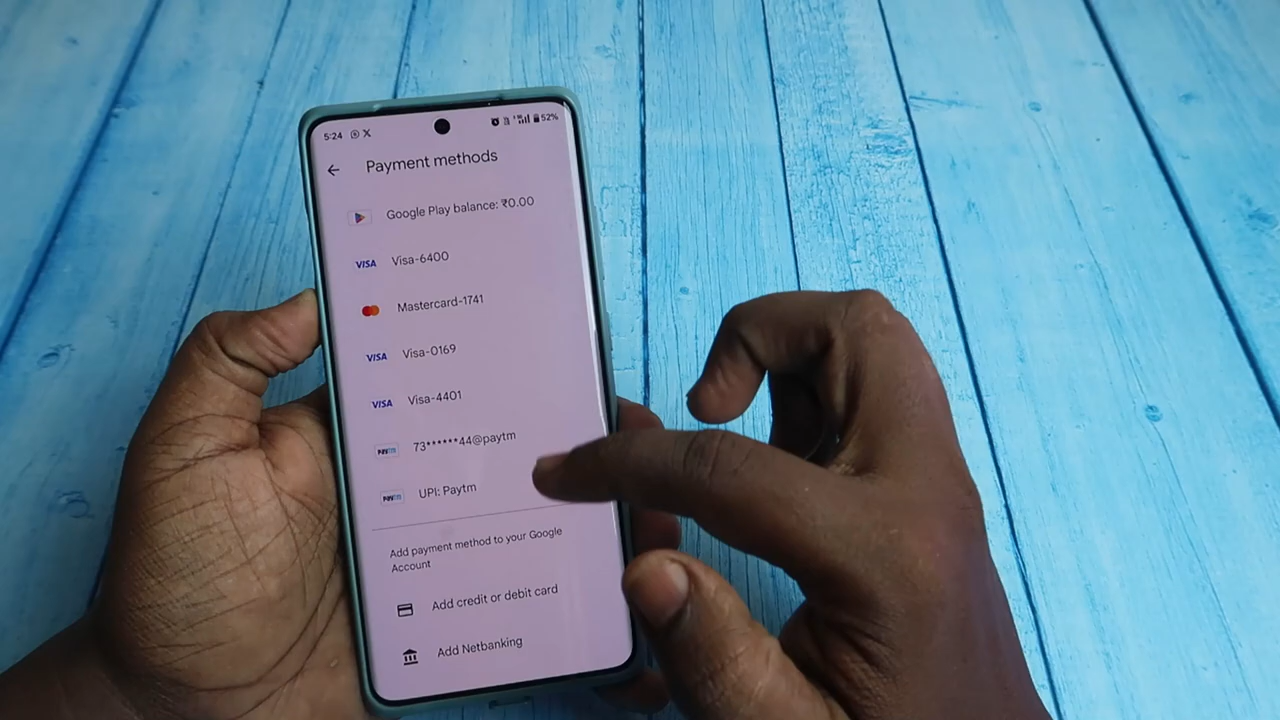 5:24 52%
Payment methods
Google Play balance: ₹0.00
VISA Visa-6400
Mastercard-1741
VISA Visa-0169
VISA Visa-4401
Paytm 73******44@paytm
Paytm UPI: Paytm
Add payment method to your Google
Account
Add credit or debit card
Add Netbanking